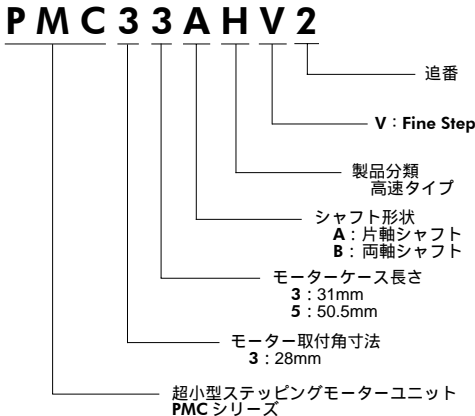 PMC33AHV2
追番
V：Fine Step
製品分類
高速タイプ
シャフト形状
A：片軸シャフト
B：両軸シャフト
モーターケース長さ
3：31mm
5：50.5mm
モーター取付角寸法
3：28mm
超小型ステッピングモーターユニット
PMCシリーズ